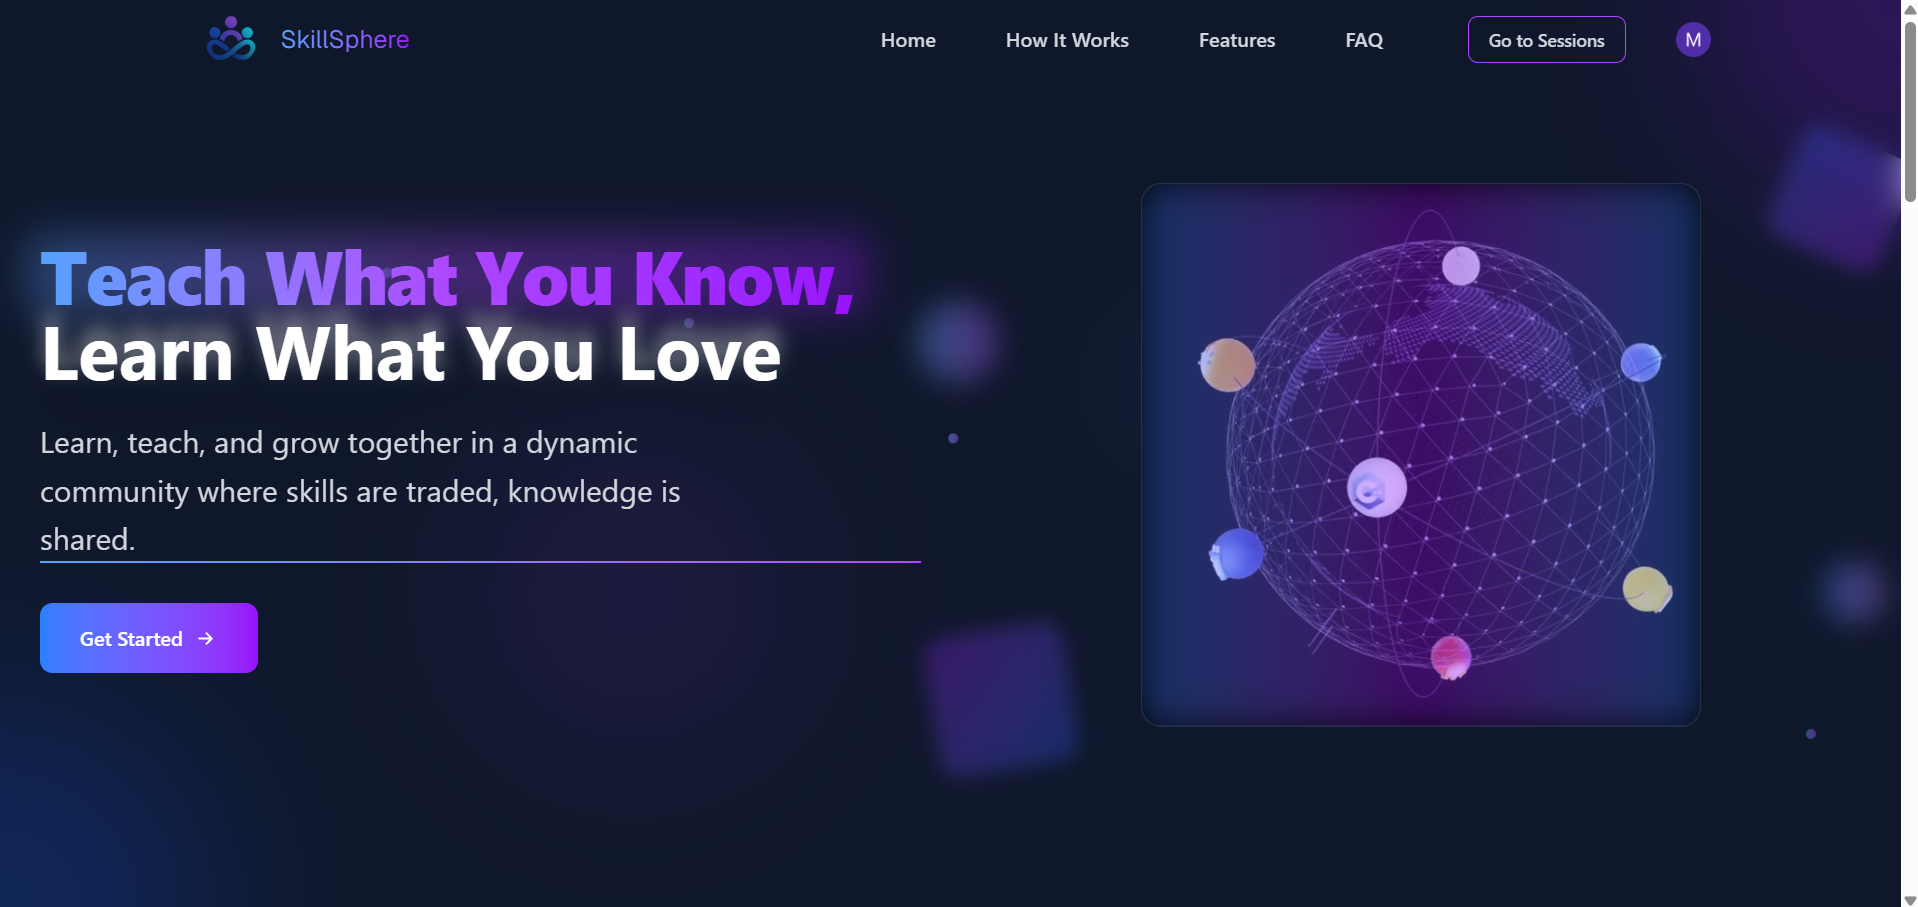 SkillSphere
Home
How It Works
Features
FAQ
Go to Sessions
M
Teach What You Know,
Learn What You Love
Learn, teach, and grow together in a dynamic
community where skills are traded, knowledge is
shared.
Get Started →
C